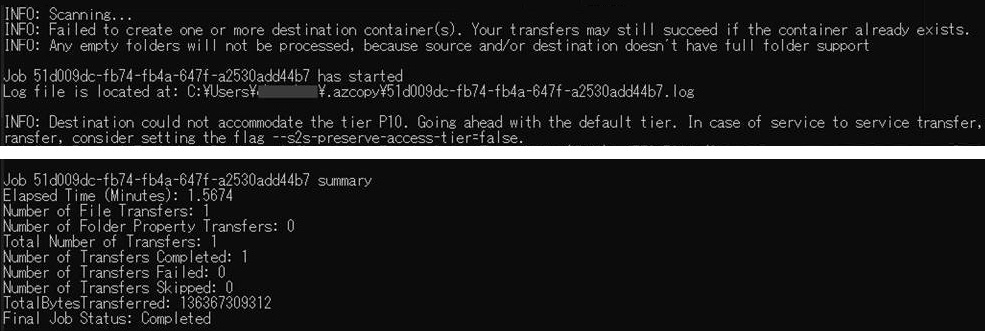 INFO: Scanning...
INFO: Failed to create one or more destination container(s). Your transfers may still succeed if the container already exists.
INFO: Any empty folders will not be processed, because source and/or destination doesn't have full folder support
Job 51d009dc-fb74-fb4a-647f-a2530add44b7 has started
Log file is located at: C:¥Users¥ ¥.azcopy¥51d009dc-fb74-fb4a-647f-a2530add44b7.log
INFO: Destination could not accommodate the tier P10. Going ahead with the default tier. In case of service to service transfer,
ransfer, consider setting the flag --s2s-preserve-access-tier=false.
Job 51d009dc-fb74-fb4a-647f-a2530add44b7 summary
Elapsed Time (Minutes): 1.5674
Number of File Transfers: 1
Number of Folder Property Transfers: 0
Total Number of Transfers: 1
Number of Transfers Completed: 1
Number of Transfers Failed: 0
Number of Transfers Skipped: 0
TotalBytesTransferred: 136367309312
Final Job Status: Completed